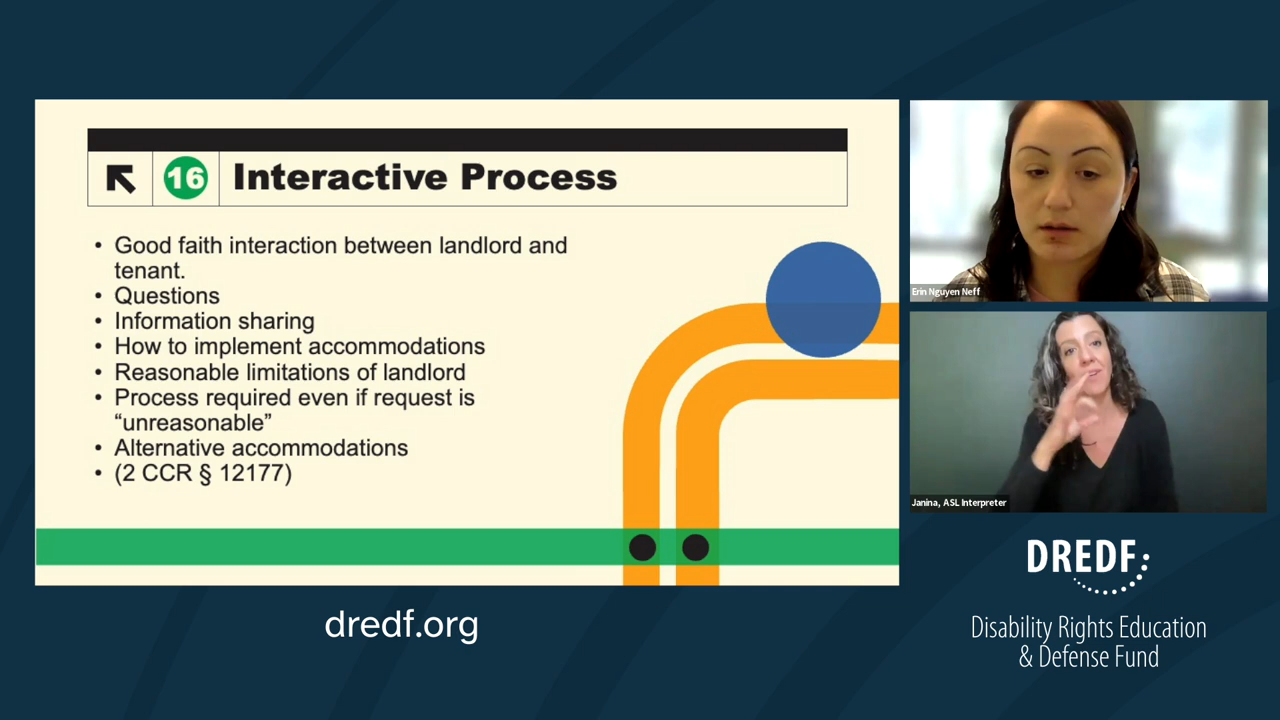 16 Interactive Process
• Good faith interaction between landlord and
tenant.
• Questions
• Information sharing
• How to implement accommodations
• Reasonable limitations of landlord
• Process required even if request is
“unreasonable”
• Alternative accommodations
• (2 CCR § 12177)
Erin Nguyen Neff
Janina, ASL Interpreter
dredf.org
DREDF
Disability Rights Education
& Defense Fund